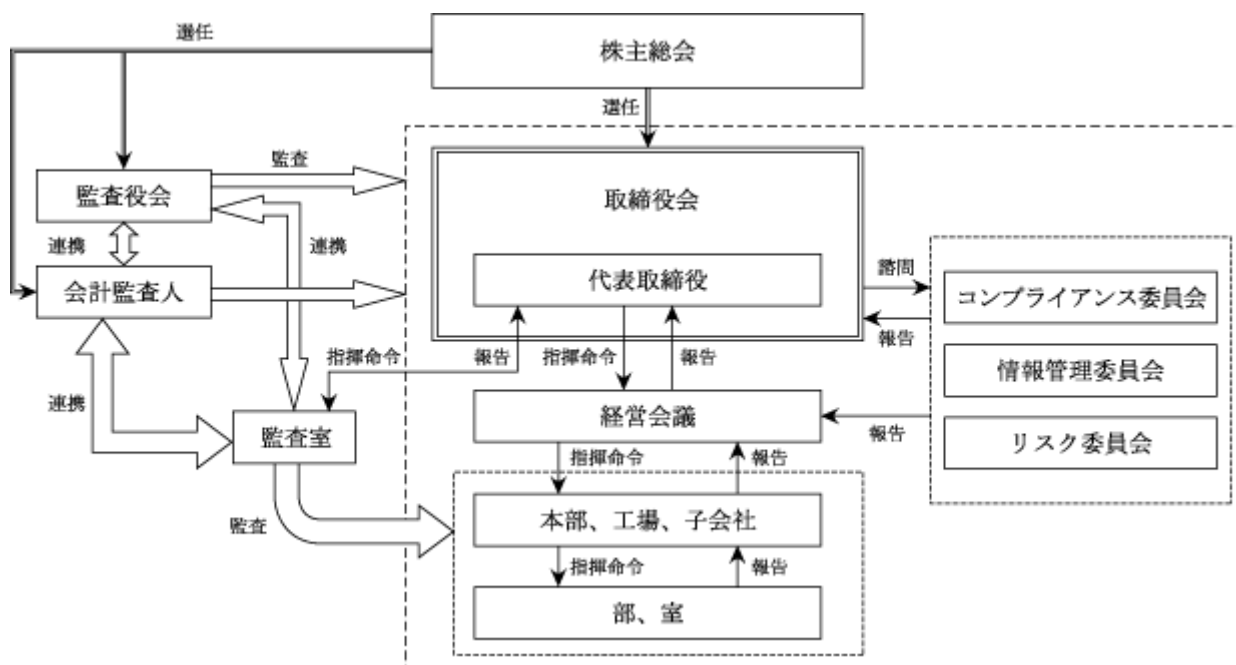 選任
株主総会
選任
監査
監査役会
取締役会
連携
連携
会計監査人
代表取締役
諮問
コンプライアンス委員会
指揮命令
報告
指揮命令
報告
報告
情報管理委員会
連携
監査室
経営会議
報告
リスク委員会
指揮命令
報告
監査
本部、工場、子会社
指揮命令
報告
部、室